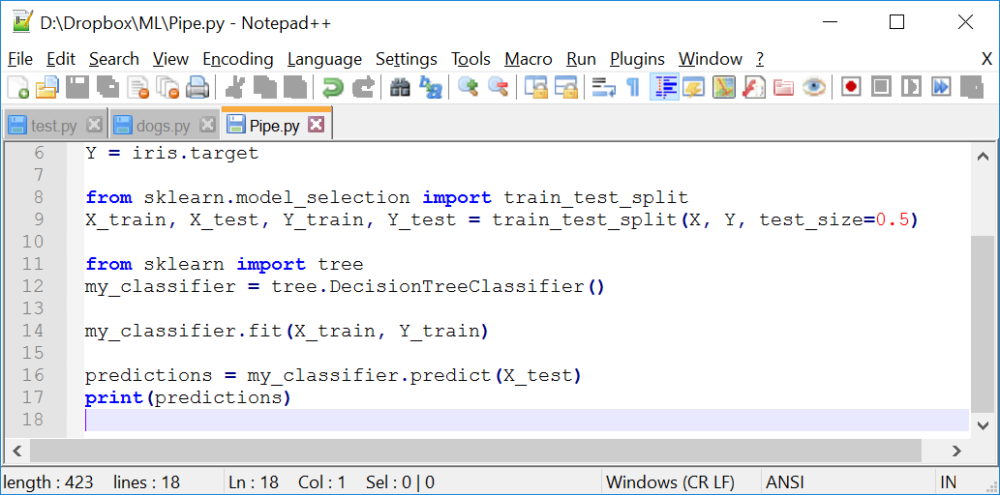 D:\Dropbox\ML\Pipe.py - Notepad++
File Edit Search View Encoding Language Settings Tools Macro Run Plugins Window ? X
test.py dogs.py Pipe.py
6 Y = iris.target
7
8 from sklearn.model_selection import train_test_split
9 X_train, X_test, Y_train, Y_test = train_test_split(X, Y, test_size=0.5)
10
11 from sklearn import tree
12 my_classifier = tree.DecisionTreeClassifier()
13
14 my_classifier.fit(X_train, Y_train)
15
16 predictions = my_classifier.predict(X_test)
17 print(predictions)
18
length : 423 lines : 18 Ln : 18 Col : 1 Sel : 0 | 0 Windows (CR LF) ANSI IN